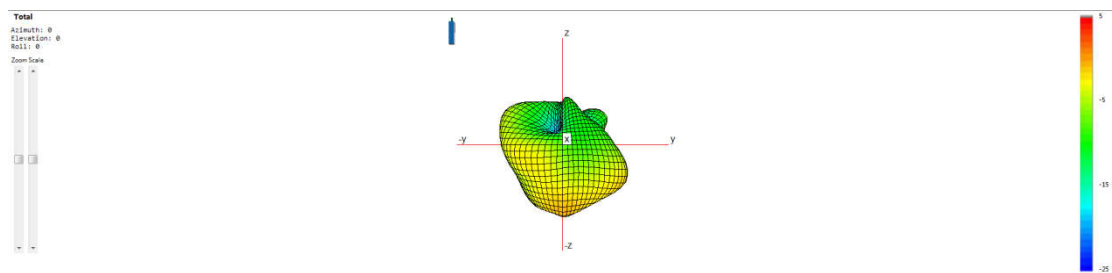 Total
Azimuth: 0
Elevation: 0
Roll: 0
Zoom Scale
z
-y
x
y
-z
5
-5
-15
-25